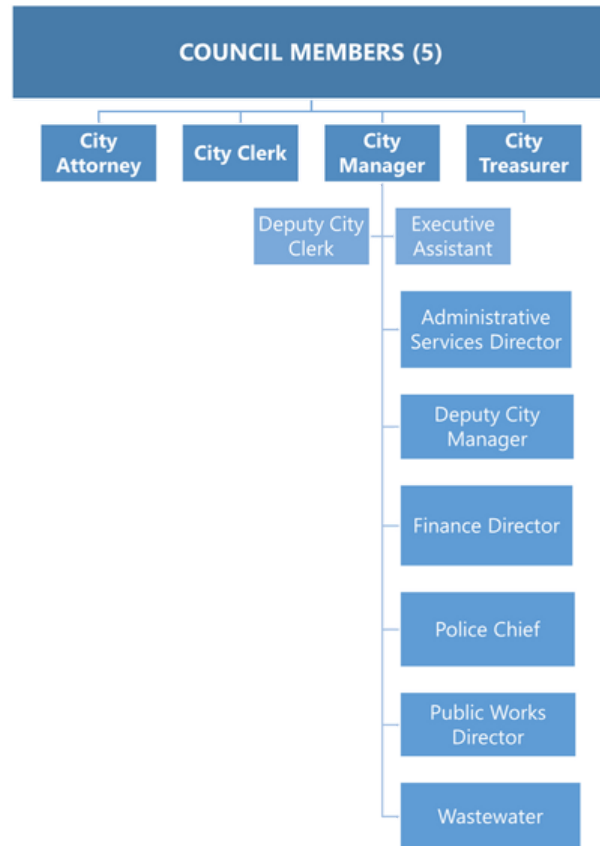 COUNCIL MEMBERS (5)
City
Attorney
City Clerk
City
Manager
City
Treasurer
Deputy City
Clerk
Executive
Assistant
Administrative
Services Director
Deputy City
Manager
Finance Director
Police Chief
Public Works
Director
Wastewater